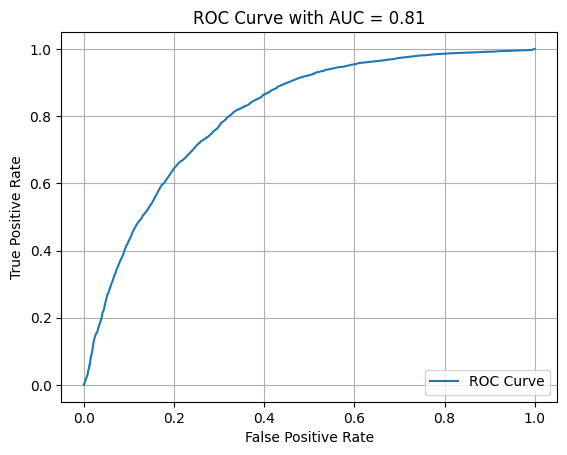 ROC Curve with AUC = 0.81
True Positive Rate
1.0
0.8
0.6
0.4
0.2
0.0
ROC Curve
0.0 0.2 0.4 0.6 0.8 1.0
False Positive Rate